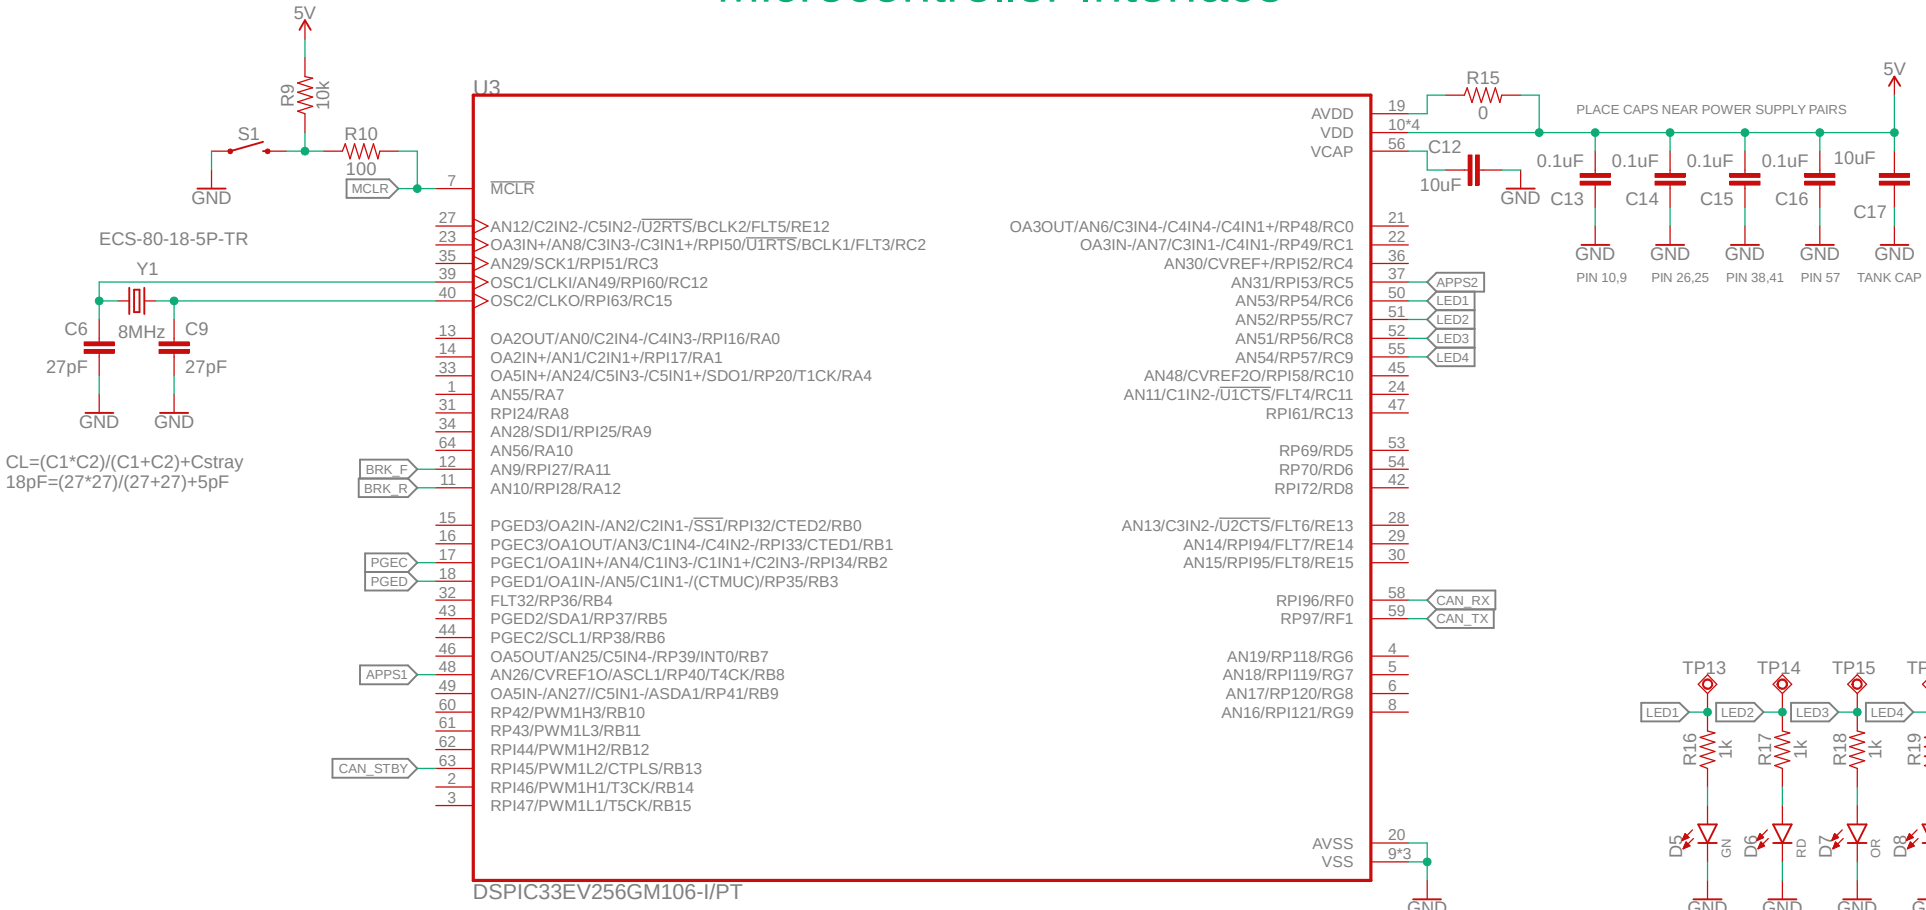 Microcontroller Interface
5V
R9
10k
S1
R10
100
MCLR
GND
ECS-80-18-5P-TR
Y1
8MHz
C6
27pF
C9
27pF
GND
GND
CL=(C1*C2)/(C1+C2)+Cstray
18pF=(27*27)/(27+27)+5pF
BRK_F
BRK_R
PGEC
PGED
APPS1
CAN_STBY
U3
7 MCLR
27 AN12/C2IN2-/C5IN2-/U2RTS/BCLK2/FLT5/RE12
23 OA3IN+/AN8/C3IN3-/C3IN1+/RPI50/U1RTS/BCLK1/FLT3/RC2
35 AN29/SCK1/RPI51/RC3
39 OSC1/CLKI/AN49/RPI60/RC12
40 OSC2/CLKO/RPI63/RC15
13 OA2OUT/AN0/C2IN4-/C4IN3-/RPI16/RA0
14 OA2IN+/AN1/C2IN1+/RPI17/RA1
33 OA5IN+/AN24/C5IN3-/C5IN1+/SDO1/RP20/T1CK/RA4
1 AN55/RA7
31 RPI24/RA8
34 AN28/SDI1/RPI25/RA9
64 AN56/RA10
12 AN9/RPI27/RA11
11 AN10/RPI28/RA12
15 PGED3/OA2IN-/AN2/C2IN1-/SS1/RPI32/CTED2/RB0
16 PGEC3/OA1OUT/AN3/C1IN4-/C4IN2-/RPI33/CTED1/RB1
17 PGEC1/OA1IN+/AN4/C1IN3-/C1IN1+/C2IN3-/RPI34/RB2
18 PGED1/OA1IN-/AN5/C1IN1-/(CTMUC)/RP35/RB3
32 FLT32/RP36/RB4
43 PGED2/SDA1/RP37/RB5
44 PGEC2/SCL1/RP38/RB6
46 OA5OUT/AN25/C5IN4-/RP39/INT0/RB7
48 AN26/CVREF1O/ASCL1/RP40/T4CK/RB8
49 OA5IN-/AN27//C5IN1-/ASDA1/RP41/RB9
60 RP42/PWM1H3/RB10
61 RP43/PWM1L3/RB11
62 RPI44/PWM1H2/RB12
63 RPI45/PWM1L2/CTPLS/RB13
2 RPI46/PWM1H1/T3CK/RB14
3 RPI47/PWM1L1/T5CK/RB15
DSPIC33EV256GM106-I/PT
AVDD 19
VDD 10*4
VCAP 56
OA3OUT/AN6/C3IN4-/C4IN4-/C4IN1+/RP48/RC0 21
OA3IN-/AN7/C3IN1-/C4IN1-/RP49/RC1 22
AN30/CVREF+/RPI52/RC4 36
AN31/RPI53/RC5 37
AN53/RP54/RC6 50
AN52/RP55/RC7 51
AN51/RP56/RC8 52
AN54/RP57/RC9 55
AN48/CVREF2O/RPI58/RC10 45
AN11/C1IN2-/U1CTS/FLT4/RC11 24
RPI61/RC13 47
RP69/RD5 53
RP70/RD6 54
RPI72/RD8 42
AN13/C3IN2-/U2CTS/FLT6/RE13 28
AN14/RPI94/FLT7/RE14 29
AN15/RPI95/FLT8/RE15 30
RPI96/RF0 58
RP97/RF1 59
AN19/RP118/RG6 4
AN18/RPI119/RG7 5
AN17/RP120/RG8 6
AN16/RPI121/RG9 8
AVSS 20
VSS 9*3
GND
APPS2
LED1
LED2
LED3
LED4
CAN_RX
CAN_TX
R15
0
C12
10uF
GND
PLACE CAPS NEAR POWER SUPPLY PAIRS
5V
0.1uF 0.1uF 0.1uF 0.1uF 10uF
C13 C14 C15 C16 C17
GND GND GND GND GND
PIN 10,9 PIN 26,25 PIN 38,41 PIN 57 TANK CAP
TP13 TP14 TP15
LED1 LED2 LED3 LED4
R16 1k R17 1k R18 1k R19
D5 GN D6 RD D7 OR D8
GND GND GND